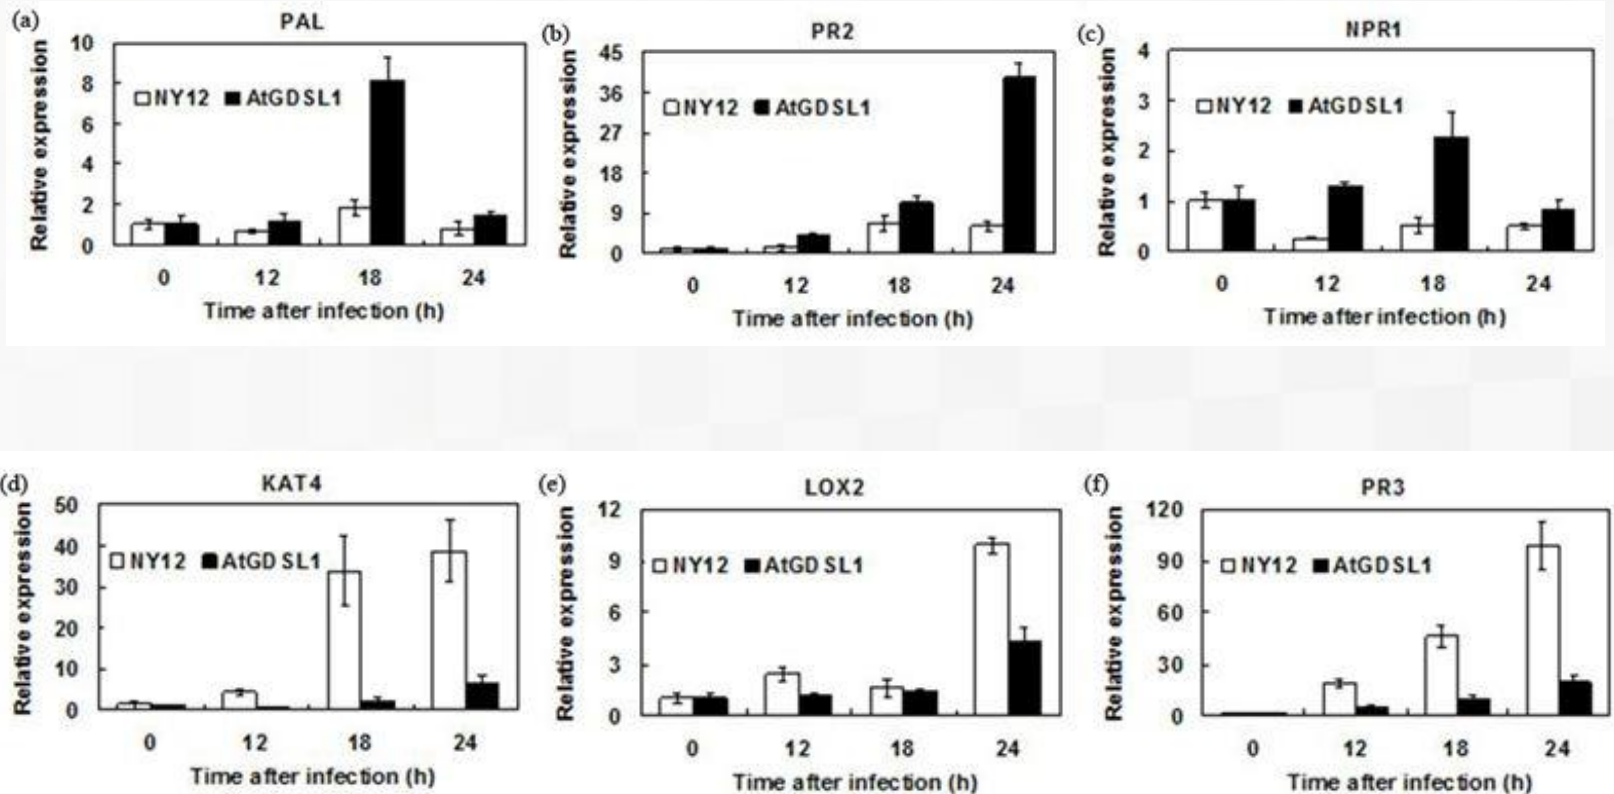 (a) PAL
Relative expression
10
8
6
4
2
0
NY12 AtGDSL1
0 12 18 24
Time after infection (h)
(b) PR2
Relative expression
45
36
27
18
9
0
NY12 AtGDSL1
0 12 18 24
Time after infection (h)
(c) NPR1
Relative expression
4
3
2
1
0
NY12 AtGDSL1
0 12 18 24
Time after infection (h)
(d) KAT4
Relative expression
50
40
30
20
10
0
NY12 AtGDSL1
0 12 18 24
Time after infection (h)
(e) LOX2
Relative expression
12
9
6
3
0
NY12 AtGDSL1
0 12 18 24
Time after infection (h)
(f) PR3
Relative expression
120
90
60
30
0
NY12 AtGDSL1
0 12 18 24
Time after infection (h)